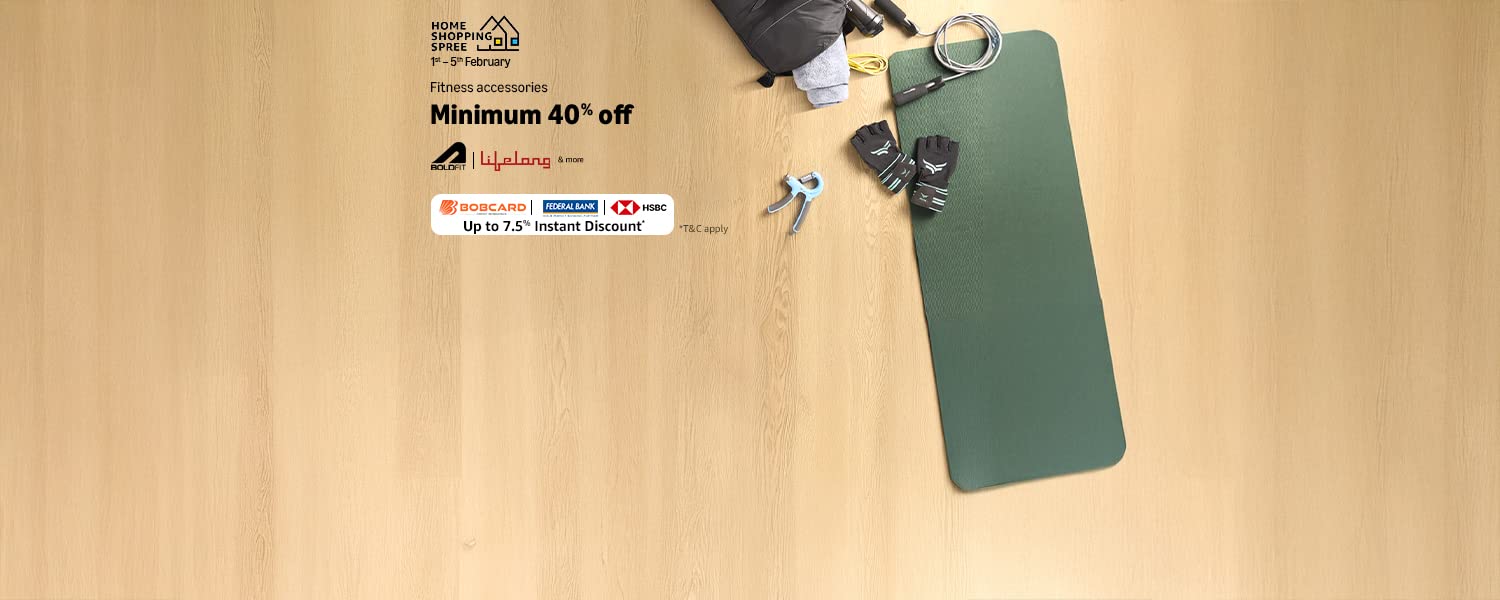 HOME
SHOPPING
SPREE
1st – 5th February
Fitness accessories
Minimum 40% off
BOLDFIT | Lifelong & more
BOBCARD | FEDERAL BANK | HSBC
Up to 7.5% Instant Discount*
*T&C apply